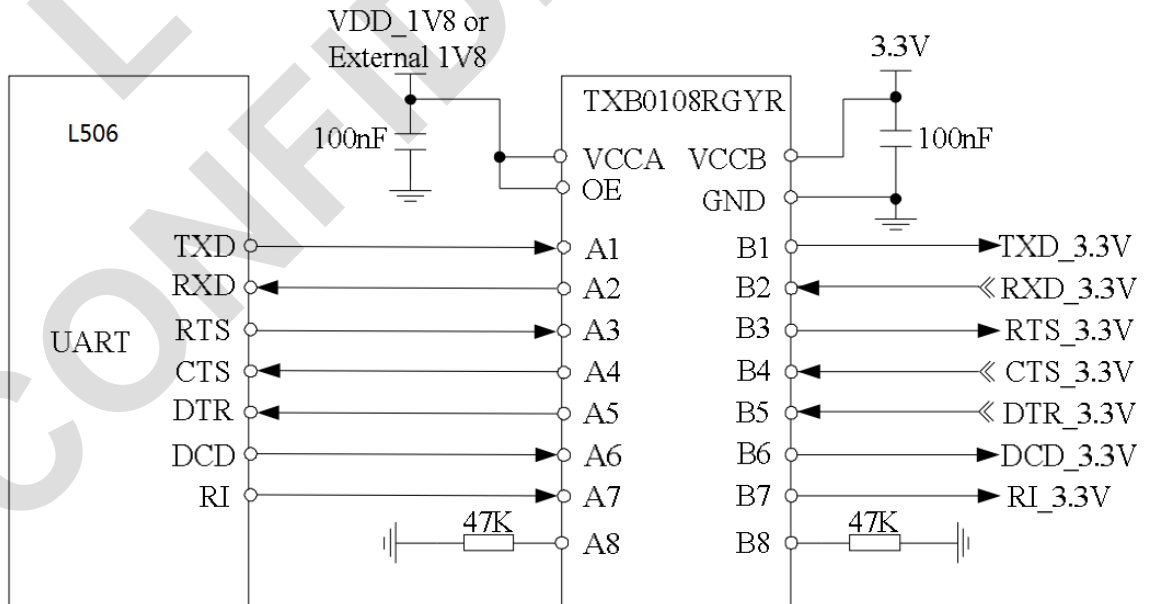 VDD_1V8 or
External 1V8
3.3V
TXB0108RGYR
L506
100nF
100nF
VCCA VCCB
OE
GND
TXD A1 B1 TXD_3.3V
RXD A2 B2 RXD_3.3V
RTS A3 B3 RTS_3.3V
UART
CTS A4 B4 CTS_3.3V
DTR A5 B5 DTR_3.3V
DCD A6 B6 DCD_3.3V
RI A7 B7 RI_3.3V
47K 47K
A8 B8